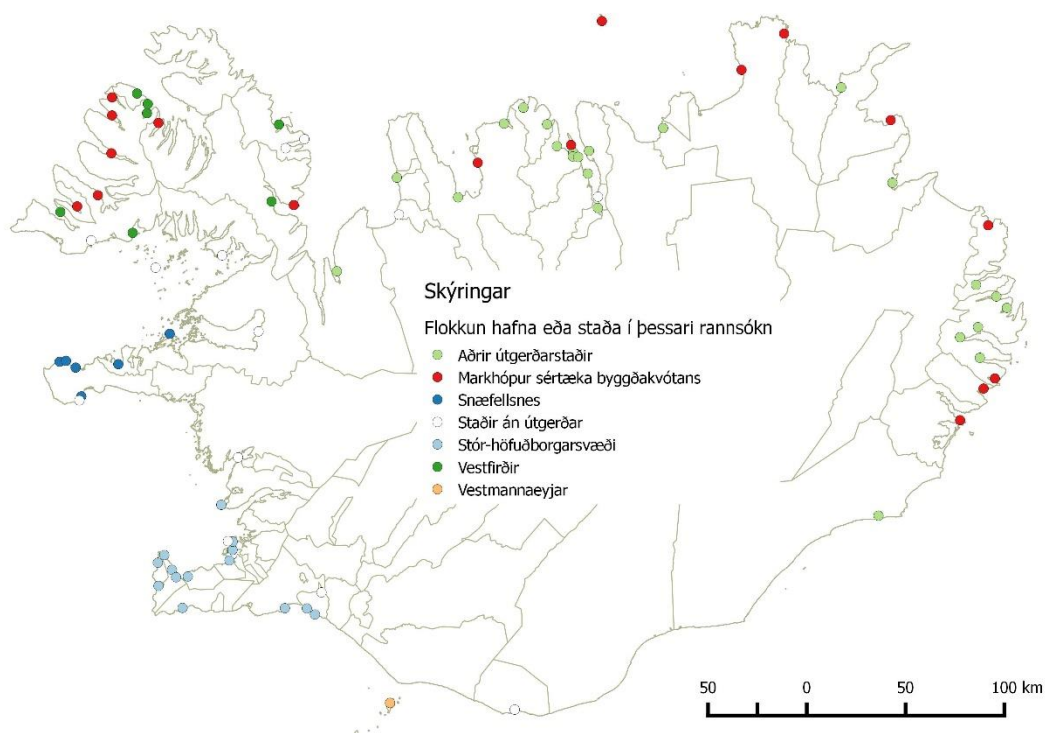 Skýringar
Flokkun hafna eða staða í þessari rannsókn
Aðrir útgerðarstaðir
Markhópur sértæka byggðakvótans
Snæfellsnes
Staðir án útgerðar
Stór-höfuðborgarsvæði
Vestfirðir
Vestmannaeyjar
50 0 50 100 km